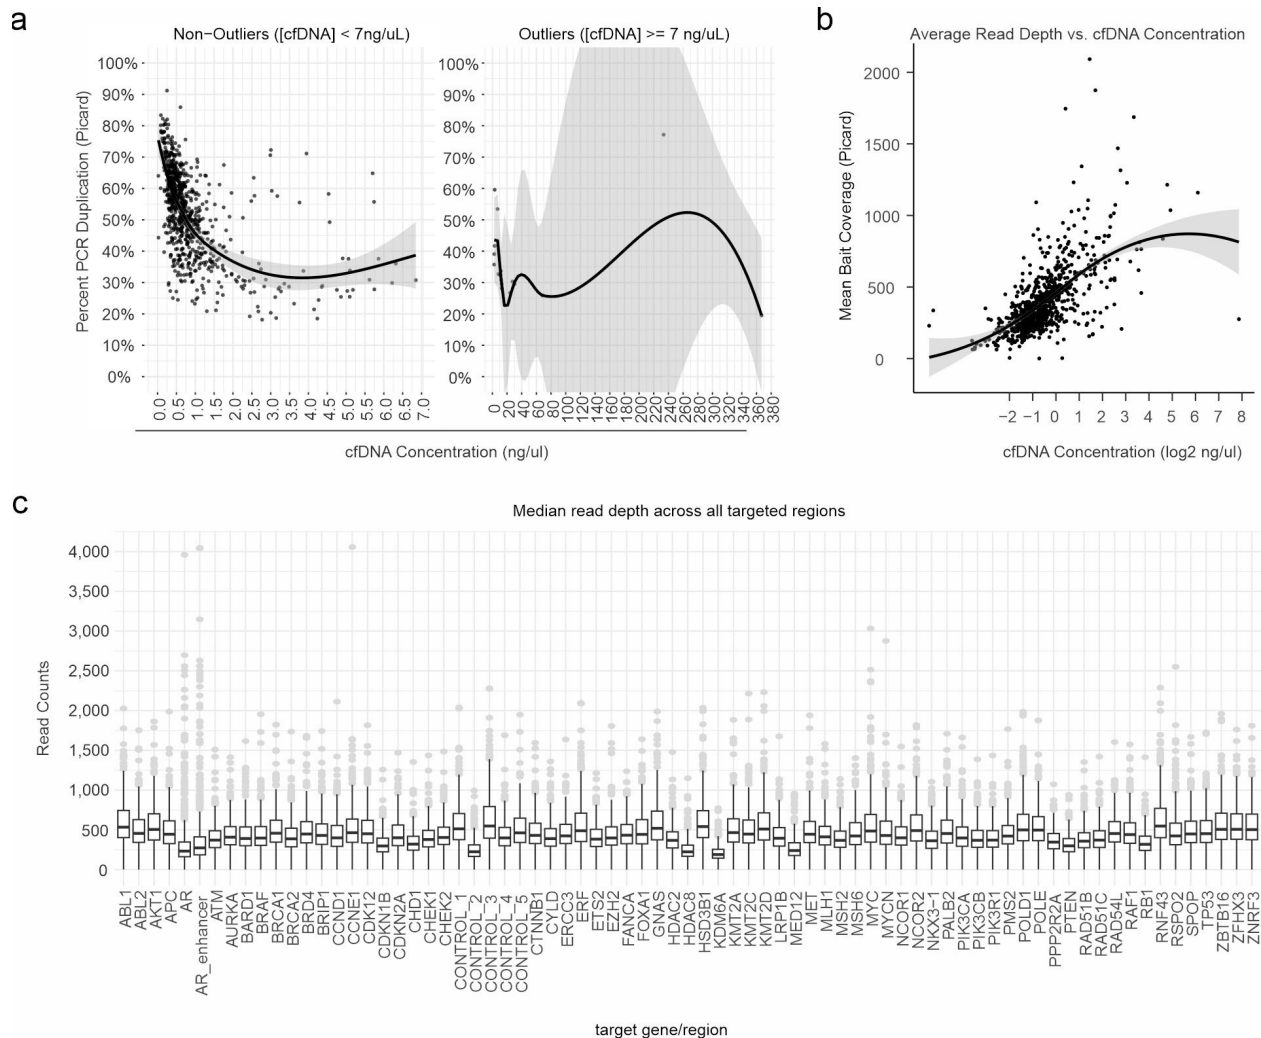 a
Non-Outliers ([cfDNA] < 7ng/uL)
Outliers ([cfDNA] >= 7 ng/uL)
Percent PCR Duplication (Picard)
100%
90%
80%
70%
60%
50%
40%
30%
20%
10%
0%
100%
90%
80%
70%
60%
50%
40%
30%
20%
10%
0%
0.0
0.5
1.0
1.5
2.0
2.5
3.0
3.5
4.0
4.5
5.0
5.5
6.0
6.5
7.0
0
20
40
60
80
100
120
140
160
180
200
220
240
260
280
300
320
340
360
380
cfDNA Concentration (ng/ul)
b
Average Read Depth vs. cfDNA Concentration
Mean Bait Coverage (Picard)
2000
1500
1000
500
0
−2 −1 0 1 2 3 4 5 6 7 8
cfDNA Concentration (log2 ng/ul)
c
Median read depth across all targeted regions
Read Counts
4,000
3,500
3,000
2,500
2,000
1,500
1,000
500
0
ABL1
ABL2
AKT1
APC
AR
AR_enhancer
ATM
AURKA
BARD1
BRAF
BRCA1
BRCA2
BRD4
BRIP1
CCND1
CCNE1
CDK12
CDKN1B
CDKN2A
CHD1
CHEK1
CHEK2
CONTROL_1
CONTROL_2
CONTROL_3
CONTROL_4
CONTROL_5
CTNNB1
CYLD
ERCC3
ERF
ETS2
EZH2
FANCA
FOXA1
GNAS
HDAC2
HDAC8
HSD3B1
KDM6A
KMT2A
KMT2C
KMT2D
LRP1B
MED12
MET
MLH1
MSH2
MSH6
MYC
MYCN
NCOR1
NCOR2
NKX3−1
PALB2
PIK3CA
PIK3CB
PIK3R1
PMS2
POLD1
POLE
PPP2R2A
PTEN
RAD51B
RAD51C
RAD54L
RAF1
RB1
RNF43
RSPO2
SPOP
TP53
ZBTB16
ZFHX3
ZNRF3
target gene/region